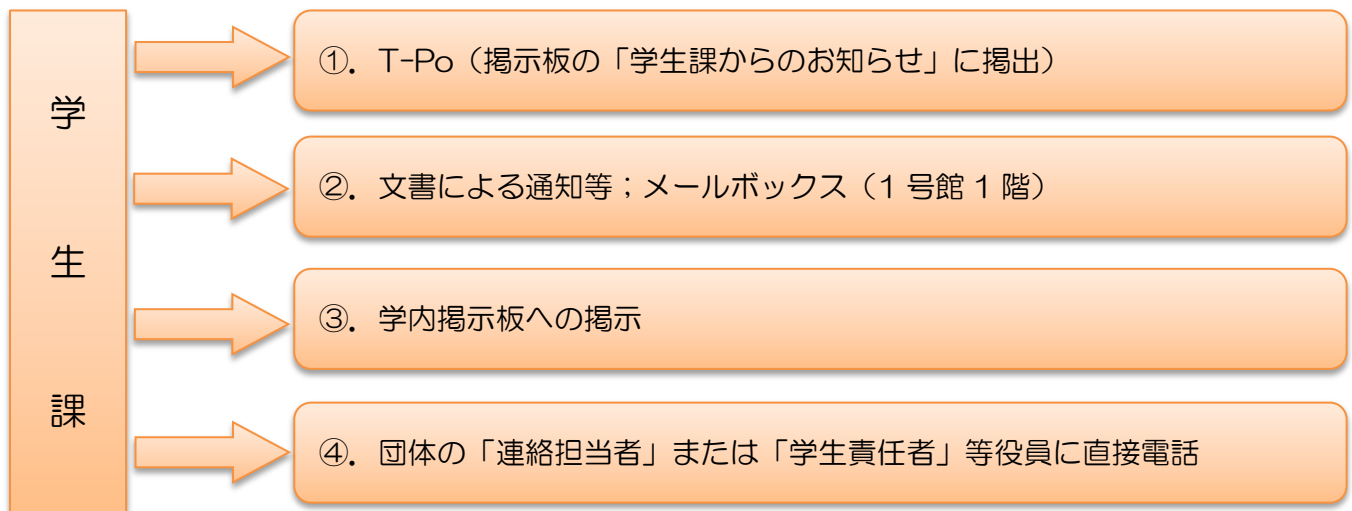 学生課
①．T-Po（掲示板の「学生課からのお知らせ」に掲出）
②．文書による通知等；メールボックス（1 号館 1 階）
③．学内掲示板への掲示
④．団体の「連絡担当者」または「学生責任者」等役員に直接電話